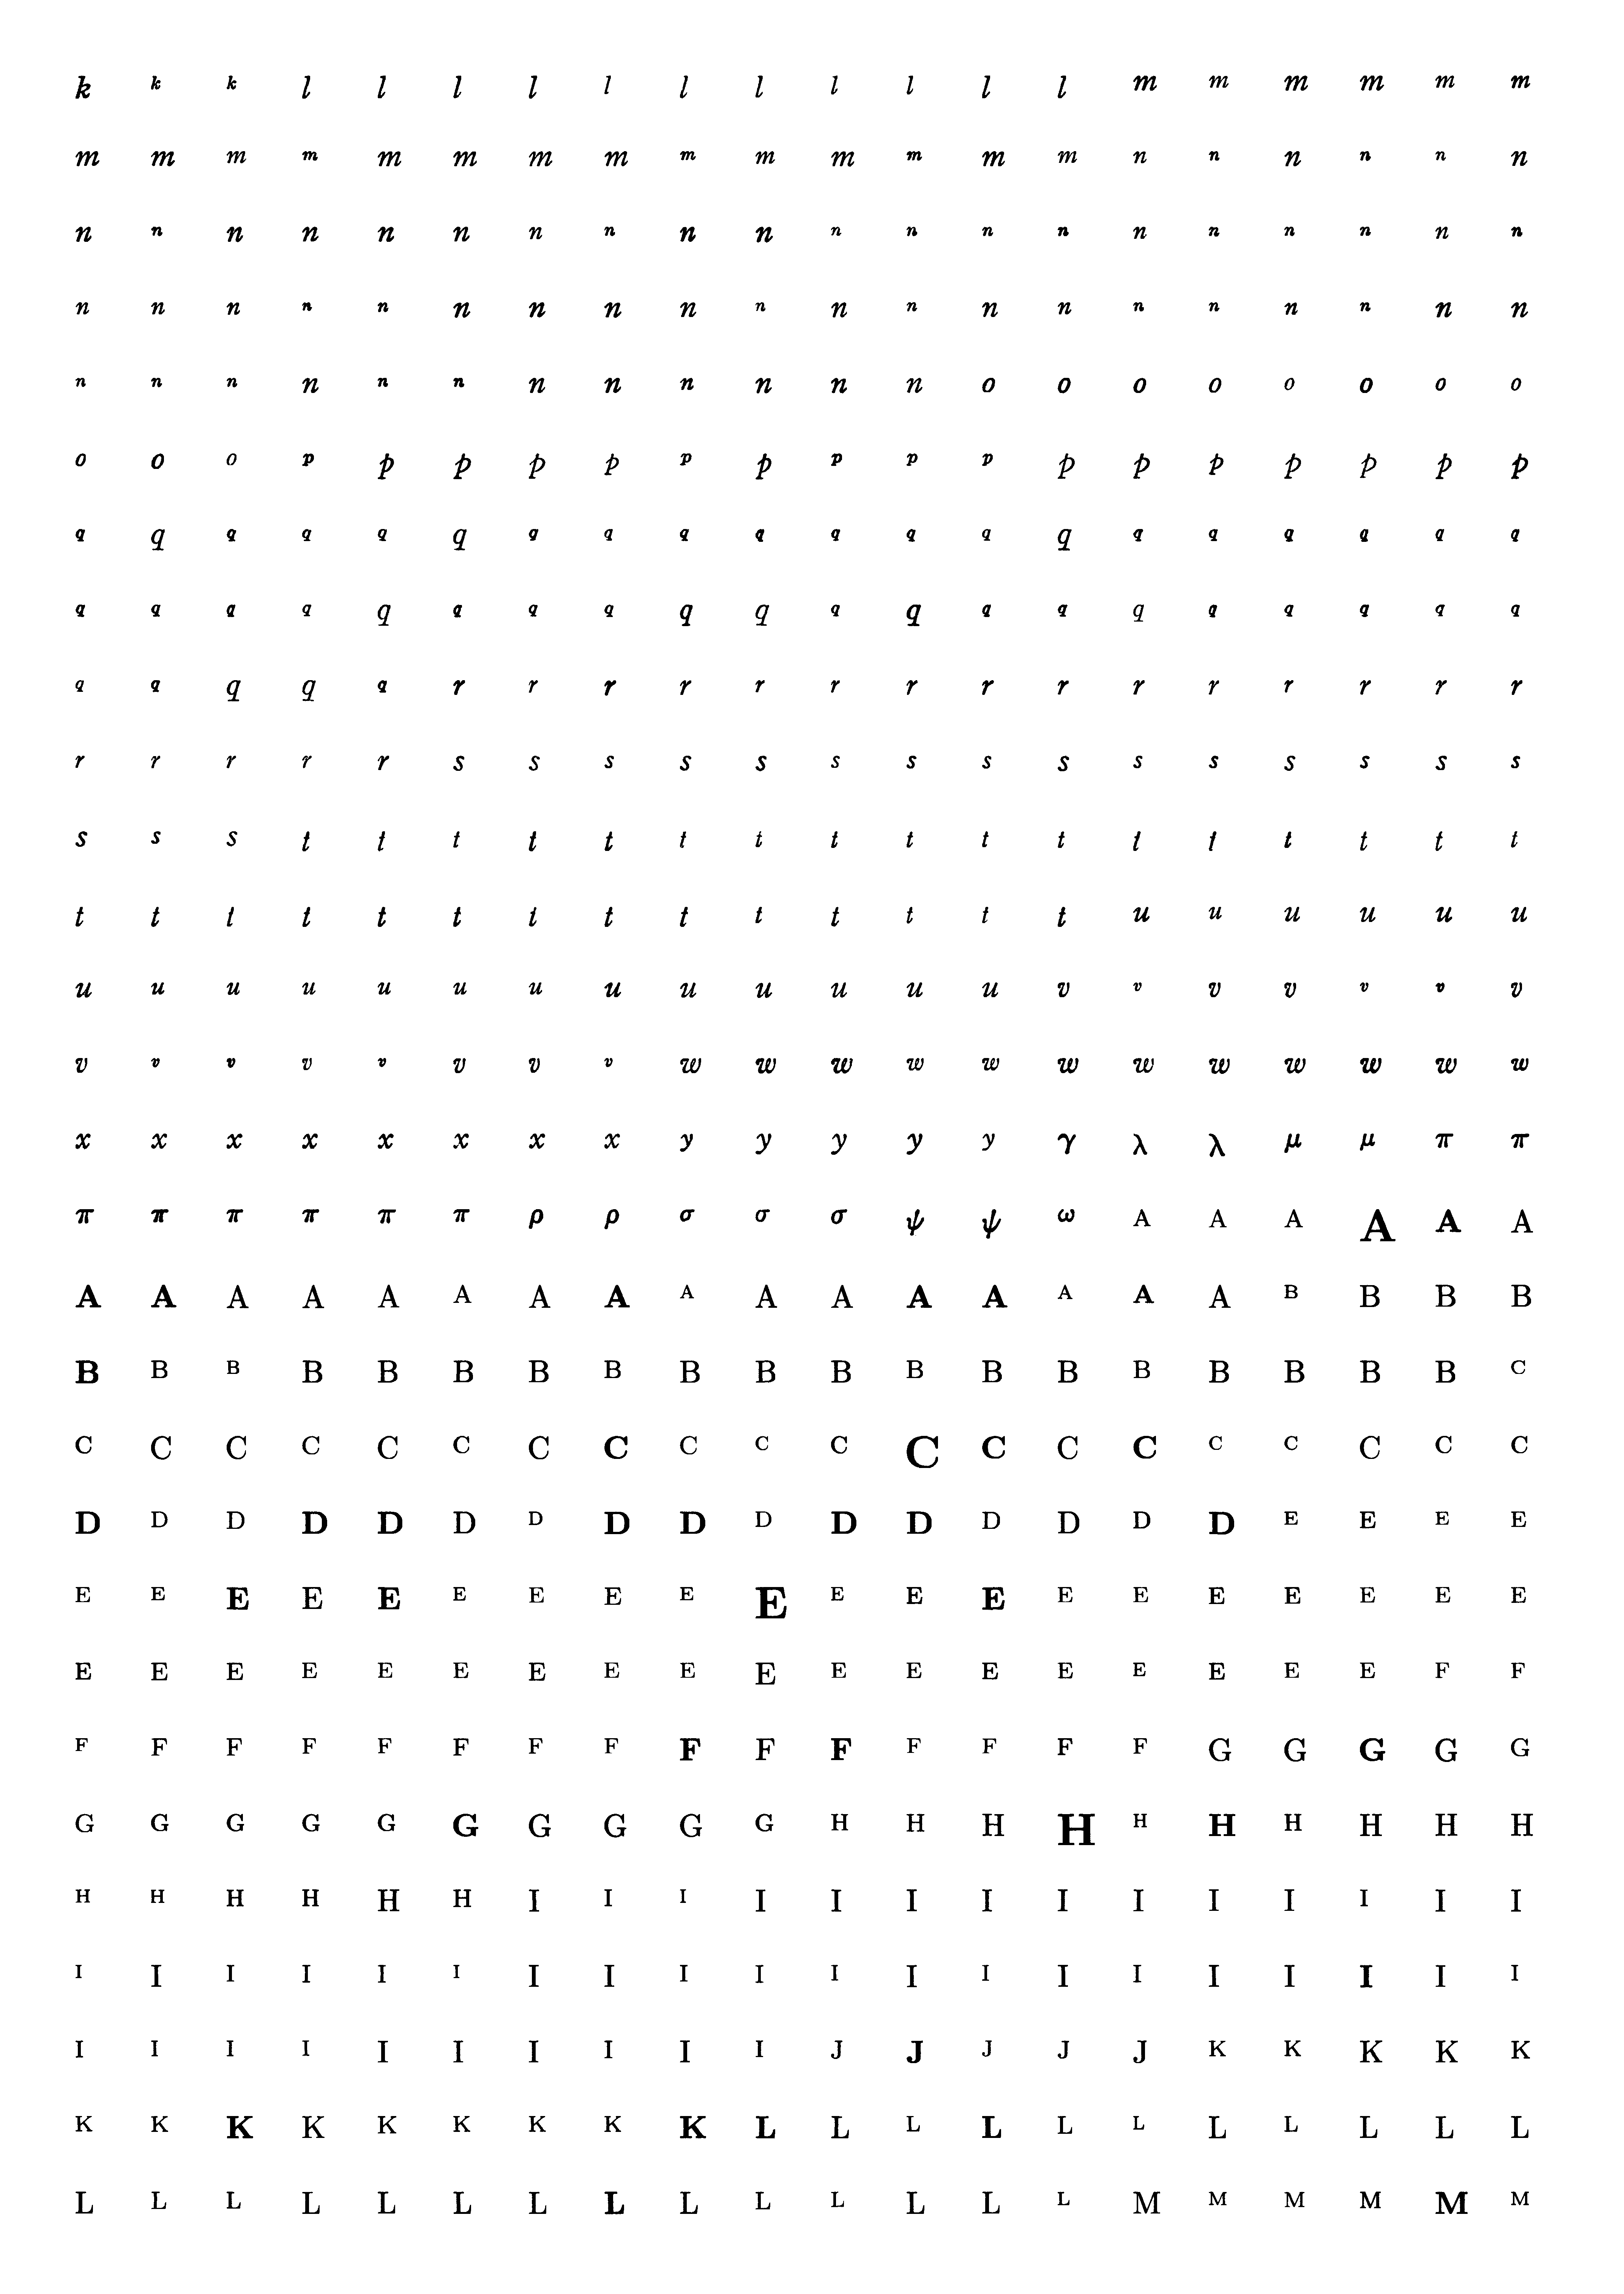 k k k l l l l l l l l l l l m m m m m m
m m m m m m m m m m m m m m n n n n n n
n n n n n n n n n n n n n n n n n n n n
n n n n n n n n n n n n n n n n n n n n
n n n n n n n n n n n n o o o o o o o o
o o o p p p p p p p p p p p p p p p p p
q q q q q q q q q q q q q q q q q q q q
q q q q q q q q q q q q q q q q q q q q
q q q q q r r r r r r r r r r r r r r r
r r r r r s s s s s s s s s s s s s s s
s s s t t t t t t t t t t t t t t t t t
t t t t t t t t t t t t t t u u u u u u
u u u u u u u u u u u u u v v v v v v v
v v v v v v v v w w w w w w w w w w w w
x x x x x x x x y y y y y γ λ λ μ μ π π
π π π π π π ρ ρ σ σ σ ψ ψ ω A A A A A A
A A A A A A A A A A A A A A A A B B B B
B B B B B B B B B B B B B B B B B B B C
C C C C C C C C C C C C C C C C C C C C
D D D D D D D D D D D D D D D D E E E E
E E E E E E E E E E E E E E E E E E E E
E E E E E E E E E E E E E E E E E E F F
F F F F F F F F F F F F F F F G G G G G
G G G G G G G G G G H H H H H H H H H H
H H H H H H I I I I I I I I I I I I I I
I I I I I I I I I I I I I I I I I I I I
I I I I I I I I I I J J J J J K K K K K
K K K K K K K K K L L L L L L L L L L L
L L L L L L L L L L L L L L M M M M M M